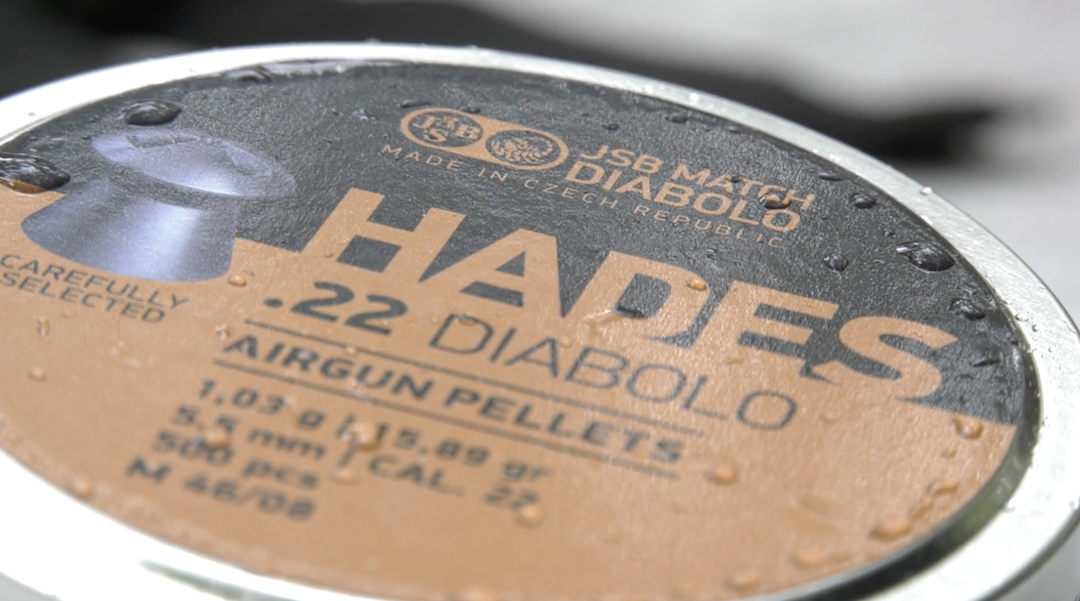 JSB
JSB MATCH
DIABOLO
MADE IN CZECH REPUBLIC
HADES
.22 DIABOLO
AIRGUN PELLETS
1,03 g | 15,89 gr
5,5 mm | CAL. 22
500 pcs
M 46/08
CAREFULLY
SELECTED